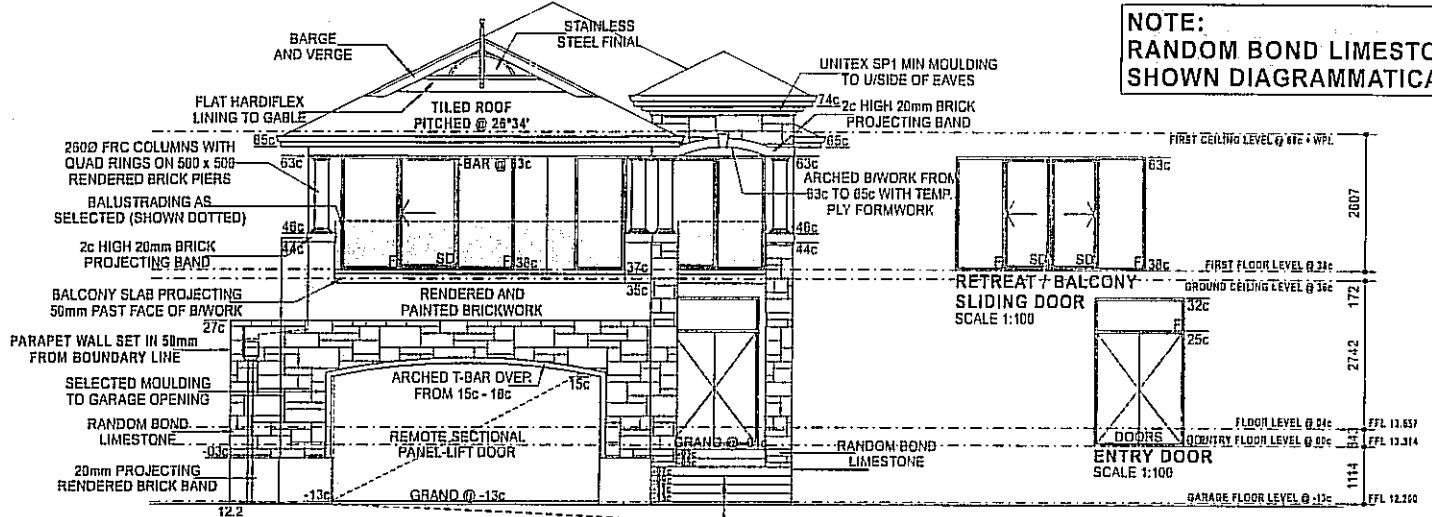 NOTE:
RANDOM BOND LIMESTO
SHOWN DIAGRAMMATICA
BARGE
AND VERGE
STAINLESS
STEEL FINIAL
UNITEX SP1 MIN MOULDING
TO U/SIDE OF EAVES
FLAT HARDIFLEX
LINING TO GABLE
TILED ROOF
PITCHED @ 26°34'
74c
2c HIGH 20mm BRICK
PROJECTING BAND
65c
65c
FIRST CEILING LEVEL @ 66c + WPL
260Ø FRC COLUMNS WITH
QUAD RINGS ON 500 x 500
RENDERED BRICK PIERS
63c
BAR @ 63c
63c
63c
ARCHED B/WORK FROM
63c TO 65c WITH TEMP.
PLY FORMWORK
BALUSTRADING AS
SELECTED (SHOWN DOTTED)
2607
46c
44c
46c
44c
2c HIGH 20mm BRICK
PROJECTING BAND
F
SD
F
38c
37c
35c
F
SD
SD
F
38c
FIRST FLOOR LEVEL @ 38c
GROUND CEILING LEVEL @ 36c
RETREAT / BALCONY
SLIDING DOOR
SCALE 1:100
172
BALCONY SLAB PROJECTING
50mm PAST FACE OF B/WORK
RENDERED AND
PAINTED BRICKWORK
27c
32c
F
25c
PARAPET WALL SET IN 50mm
FROM BOUNDARY LINE
2742
SELECTED MOULDING
TO GARAGE OPENING
ARCHED T-BAR OVER
FROM 15c - 18c
15c
RANDOM BOND
LIMESTONE
REMOTE SECTIONAL
PANEL-LIFT DOOR
RANDOM BOND
LIMESTONE
DOORS
ENTRY DOOR
SCALE 1:100
FLOOR LEVEL @ 04c
FFL 13.657
ENTRY FLOOR LEVEL @ 00c
FFL 13.314
343
-03c
20mm PROJECTING
RENDERED BRICK BAND
-13c
GRAND @ -13c
1114
GARAGE FLOOR LEVEL @ -13c
FFL 12.200
12.2